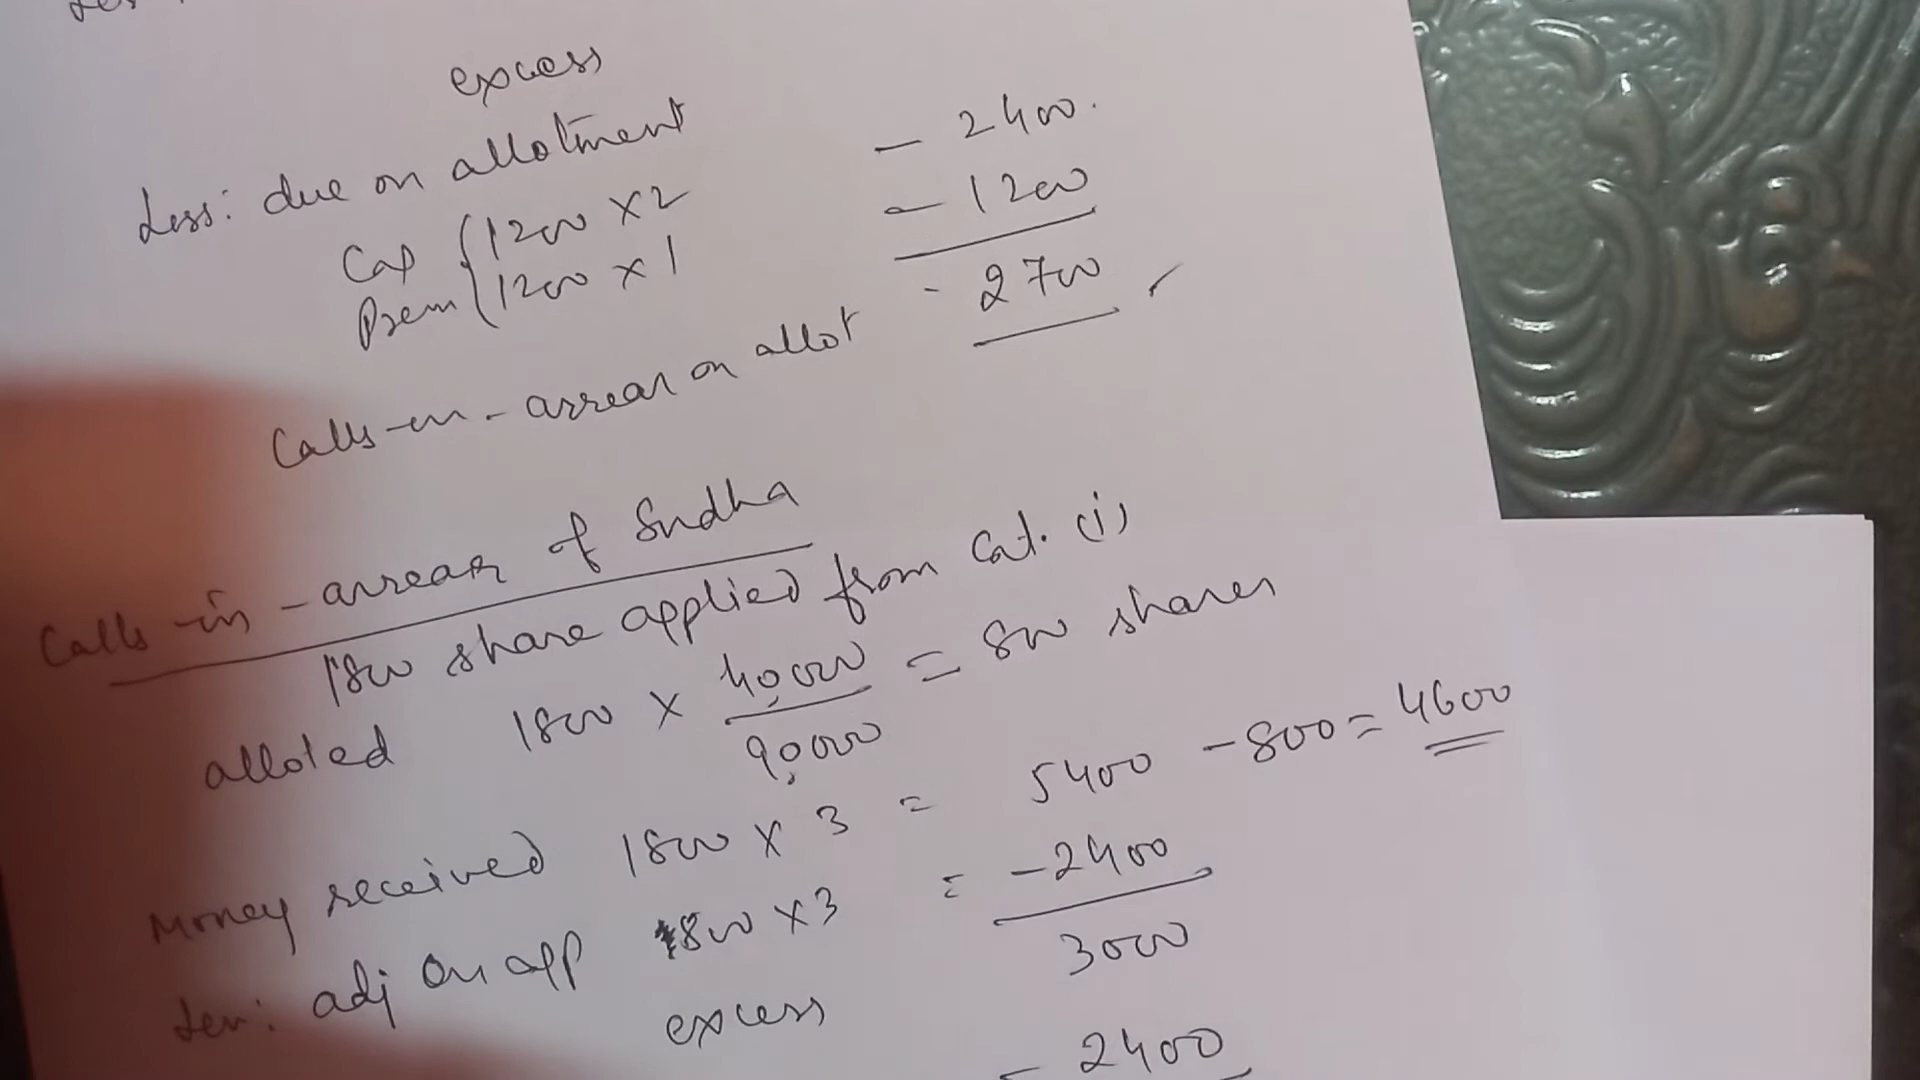 excess
Less: due on allotment
Cap (1200 x 2 - 2400.
Prem (1200 x 1 - 1200
Calls-in-arrear on allot - 2700
Calls-in-arrear of Sudha
1800 share applied from Cat. (i)
alloted 1800 x 40,000/90,000 = 800 shares
Money received 1800 x 3 = 5400 - 800 = 4600
Less: adj on app 800 x 3 = - 2400
excess 3000
- 2400